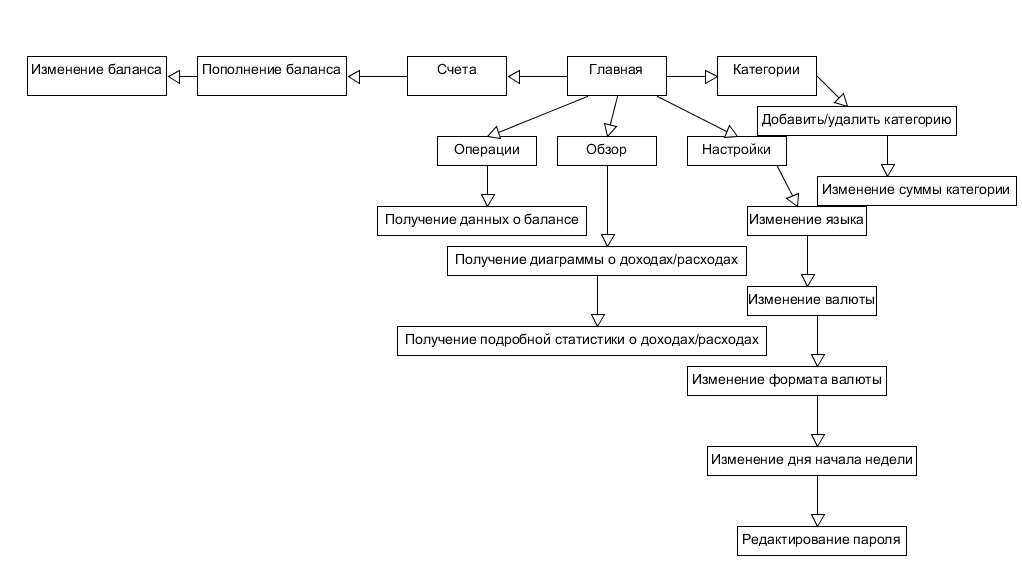 Изменение баланса
Пополнение баланса
Счета
Главная
Категории
Добавить/удалить категорию
Операции
Обзор
Настройки
Изменение суммы категории
Получение данных о балансе
Изменение языка
Получение диаграммы о доходах/расходах
Изменение валюты
Получение подробной статистики о доходах/расходах
Изменение формата валюты
Изменение дня начала недели
Редактирование пароля